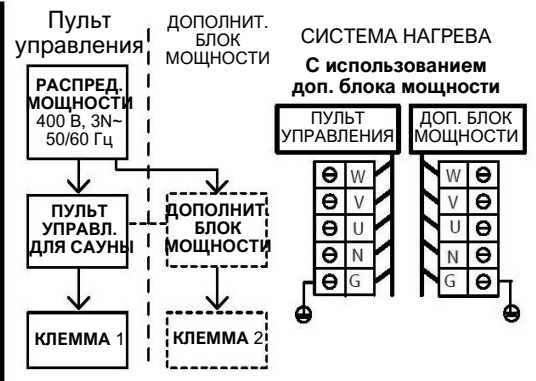 Пульт
управления
РАСПРЕД.
МОЩНОСТИ
400 В, 3N~
50/60 Гц
ПУЛЬТ
УПРАВЛ.
ДЛЯ САУНЫ
КЛЕММА 1
ДОПОЛНИТ.
БЛОК
МОЩНОСТИ
ДОПОЛНИТ.
БЛОК
МОЩНОСТИ
КЛЕММА 2
СИСТЕМА НАГРЕВА
С использованием
доп. блока мощности
ПУЛЬТ
УПРАВЛЕНИЯ
W
V
U
N
G
ДОП. БЛОК
МОЩНОСТИ
W
V
U
N
G